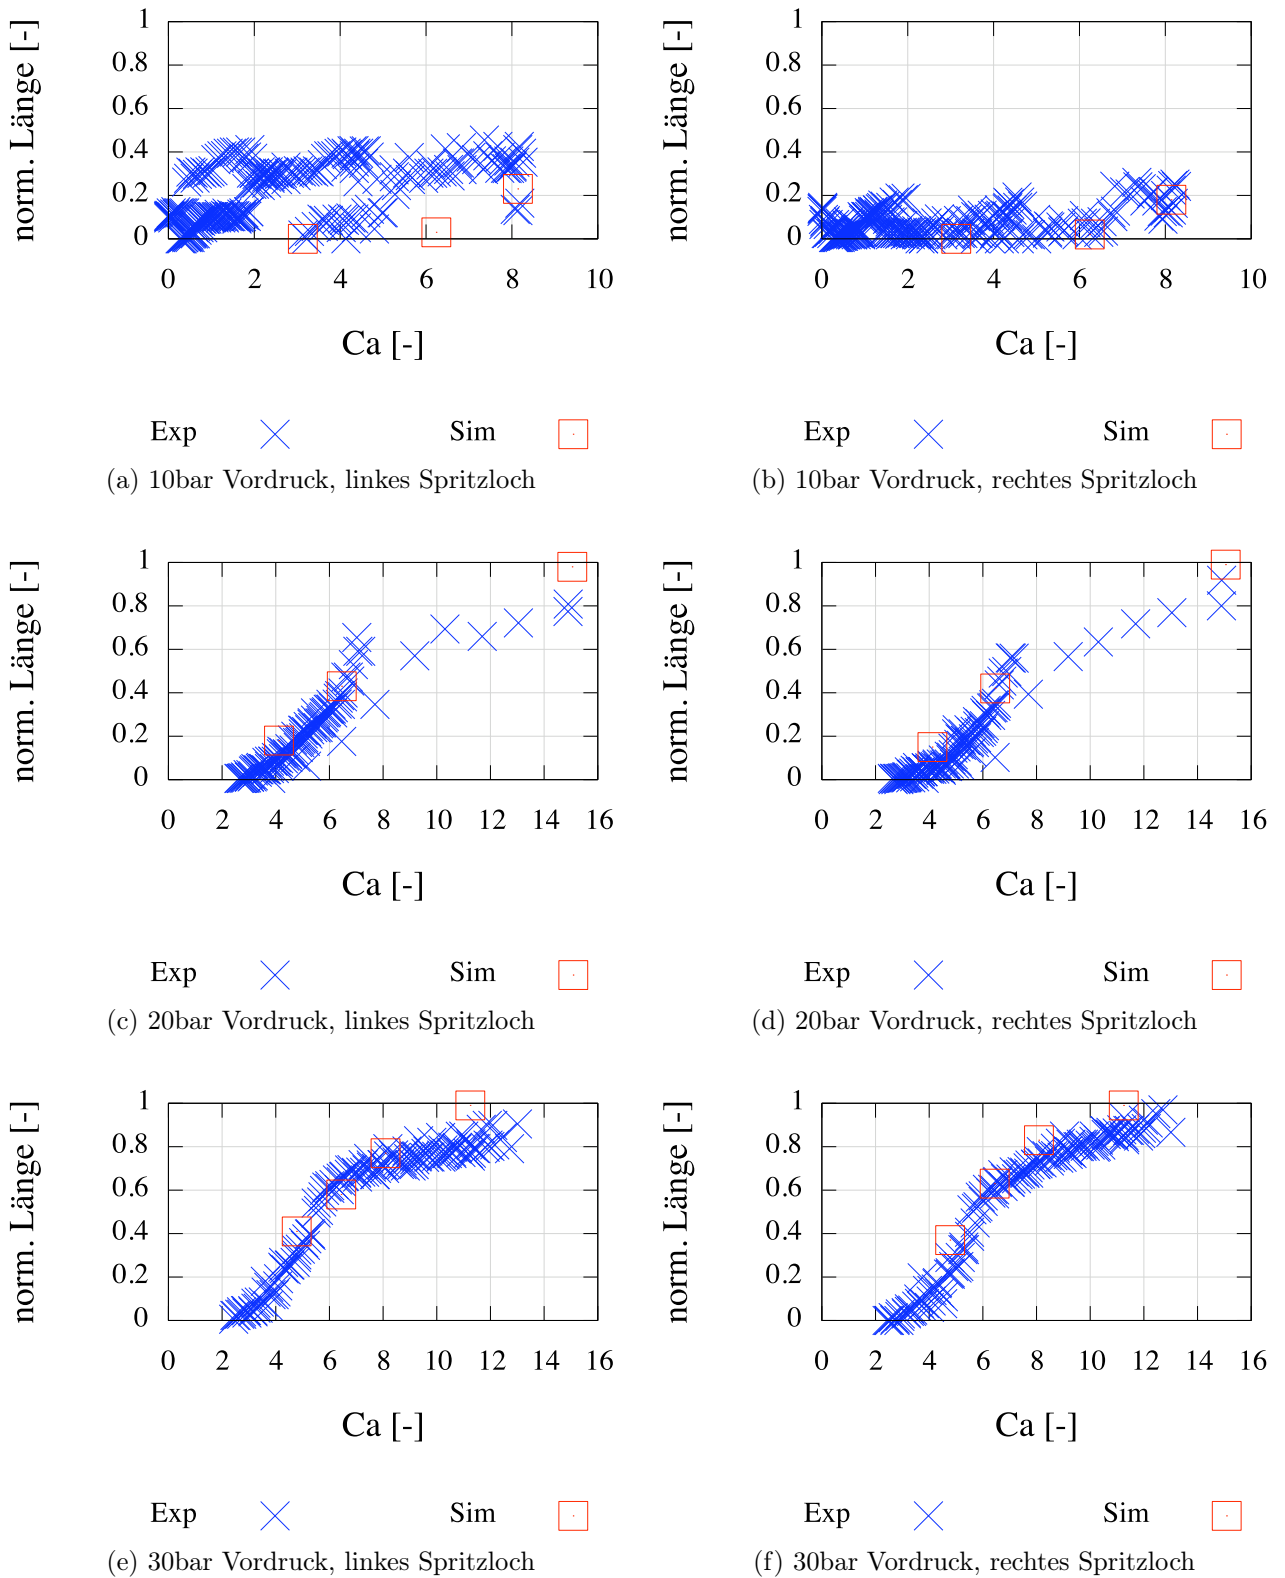 norm. Länge [-]
1
0.8
0.6
0.4
0.2
0
0 2 4 6 8 10
Ca [-]
Exp Sim
(a) 10bar Vordruck, linkes Spritzloch
norm. Länge [-]
1
0.8
0.6
0.4
0.2
0
0 2 4 6 8 10
Ca [-]
Exp Sim
(b) 10bar Vordruck, rechtes Spritzloch
norm. Länge [-]
1
0.8
0.6
0.4
0.2
0
0 2 4 6 8 10 12 14 16
Ca [-]
Exp Sim
(c) 20bar Vordruck, linkes Spritzloch
norm. Länge [-]
1
0.8
0.6
0.4
0.2
0
0 2 4 6 8 10 12 14 16
Ca [-]
Exp Sim
(d) 20bar Vordruck, rechtes Spritzloch
norm. Länge [-]
1
0.8
0.6
0.4
0.2
0
0 2 4 6 8 10 12 14 16
Ca [-]
Exp Sim
(e) 30bar Vordruck, linkes Spritzloch
norm. Länge [-]
1
0.8
0.6
0.4
0.2
0
0 2 4 6 8 10 12 14 16
Ca [-]
Exp Sim
(f) 30bar Vordruck, rechtes Spritzloch